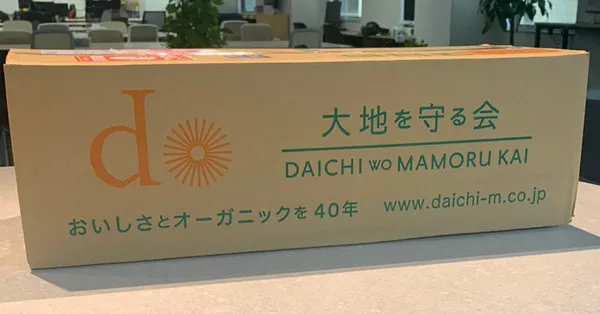 do
大地を守る会
DAICHI WO MAMORU KAI
おいしさとオーガニックを40年 www.daichi-m.co.jp